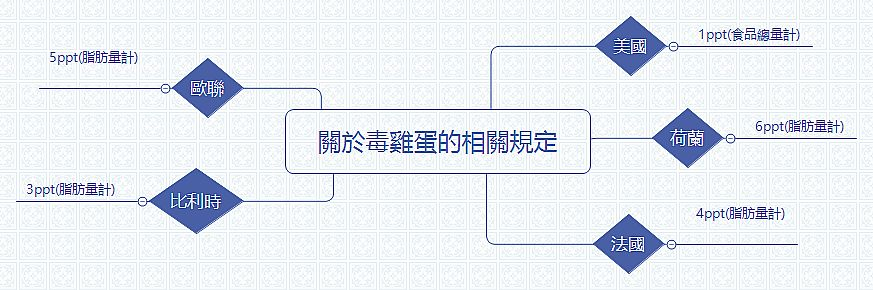 關於毒雞蛋的相關規定
美國
1ppt(食品總量計)
荷蘭
6ppt(脂肪量計)
法國
4ppt(脂肪量計)
歐聯
5ppt(脂肪量計)
比利時
3ppt(脂肪量計)